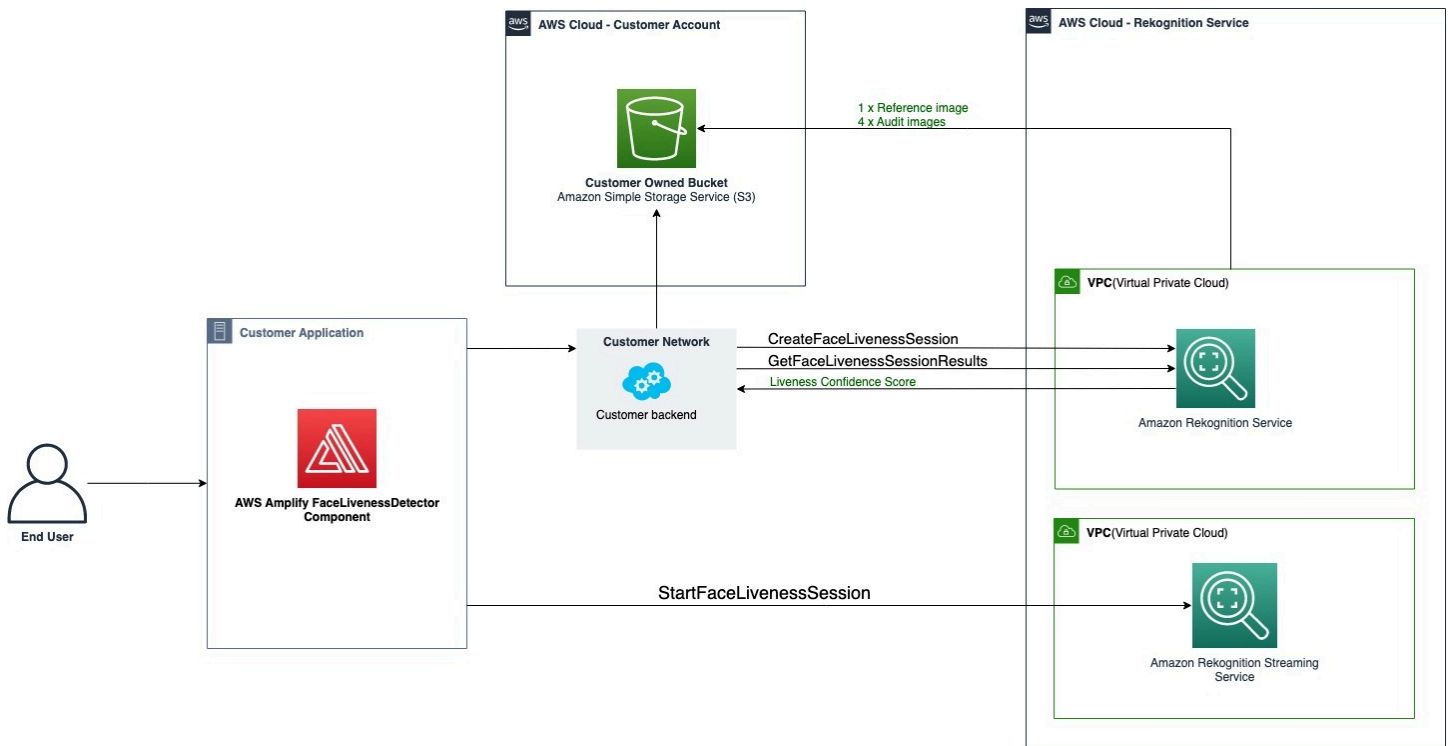 aws
AWS Cloud - Customer Account
aws
AWS Cloud - Rekognition Service
1 x Reference image
4 x Audit images
Customer Owned Bucket
Amazon Simple Storage Service (S3)
VPC(Virtual Private Cloud)
Customer Application
Customer Network
CreateFaceLivenessSession
GetFaceLivenessSessionResults
Liveness Confidence Score
Customer backend
Amazon Rekognition Service
AWS Amplify FaceLivenessDetector
Component
End User
VPC(Virtual Private Cloud)
StartFaceLivenessSession
Amazon Rekognition Streaming
Service